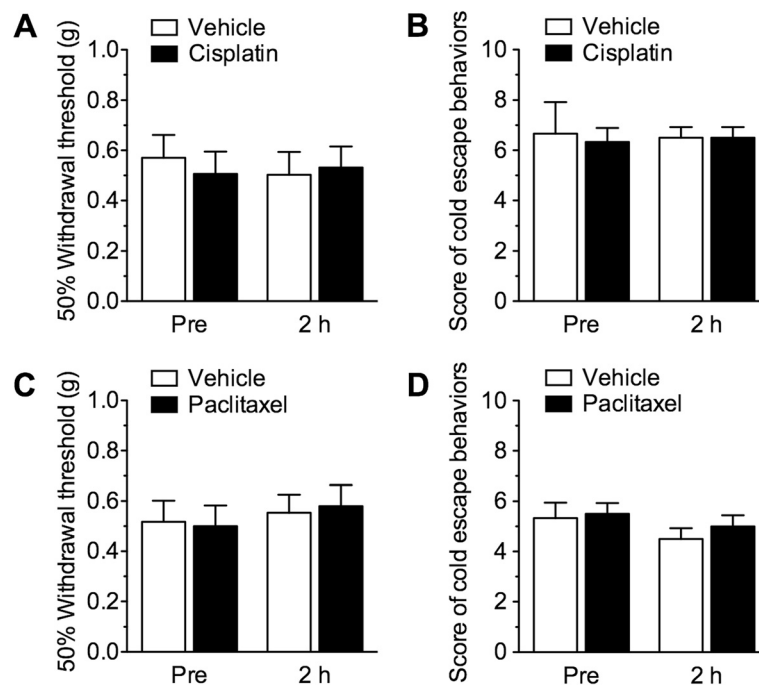 A
Vehicle
Cisplatin
50% Withdrawal threshold (g)
1.0
0.8
0.6
0.4
0.2
0.0
Pre
2 h
B
Vehicle
Cisplatin
Score of cold escape behaviors
10
8
6
4
2
0
Pre
2 h
C
Vehicle
Paclitaxel
50% Withdrawal threshold (g)
1.0
0.8
0.6
0.4
0.2
0.0
Pre
2 h
D
Vehicle
Paclitaxel
Score of cold escape behaviors
10
8
6
4
2
0
Pre
2 h